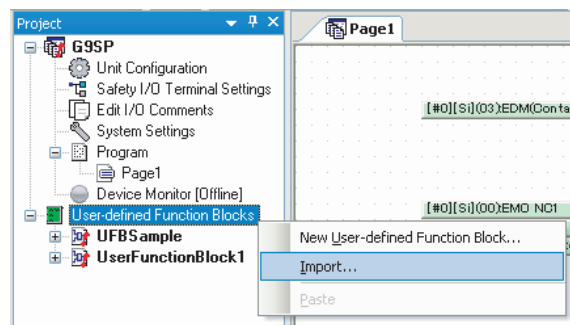 Project
Page1
G9SP
Unit Configuration
Safety I/O Terminal Settings
Edit I/O Comments
[#0][Si](03):EDM(Conta
System Settings
Program
Page1
Device Monitor [Offline]
User-defined Function Blocks
[#0][Si](00):EMO NC1
UFBSample
New User-defined Function Block...
UserFunctionBlock1
Import...
Paste